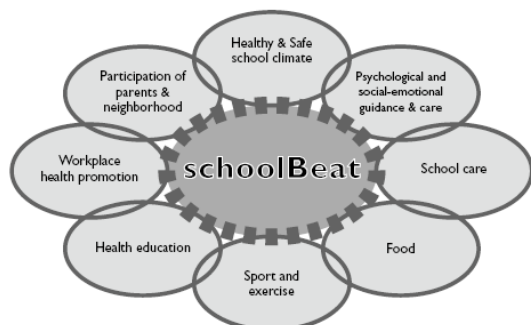 Healthy & Safe
school climate
Psychological and
social-emotional
guidance & care
School care
Food
Sport and
exercise
Health education
Workplace
health promotion
Participation of
parents &
neighborhood
schoolBeat